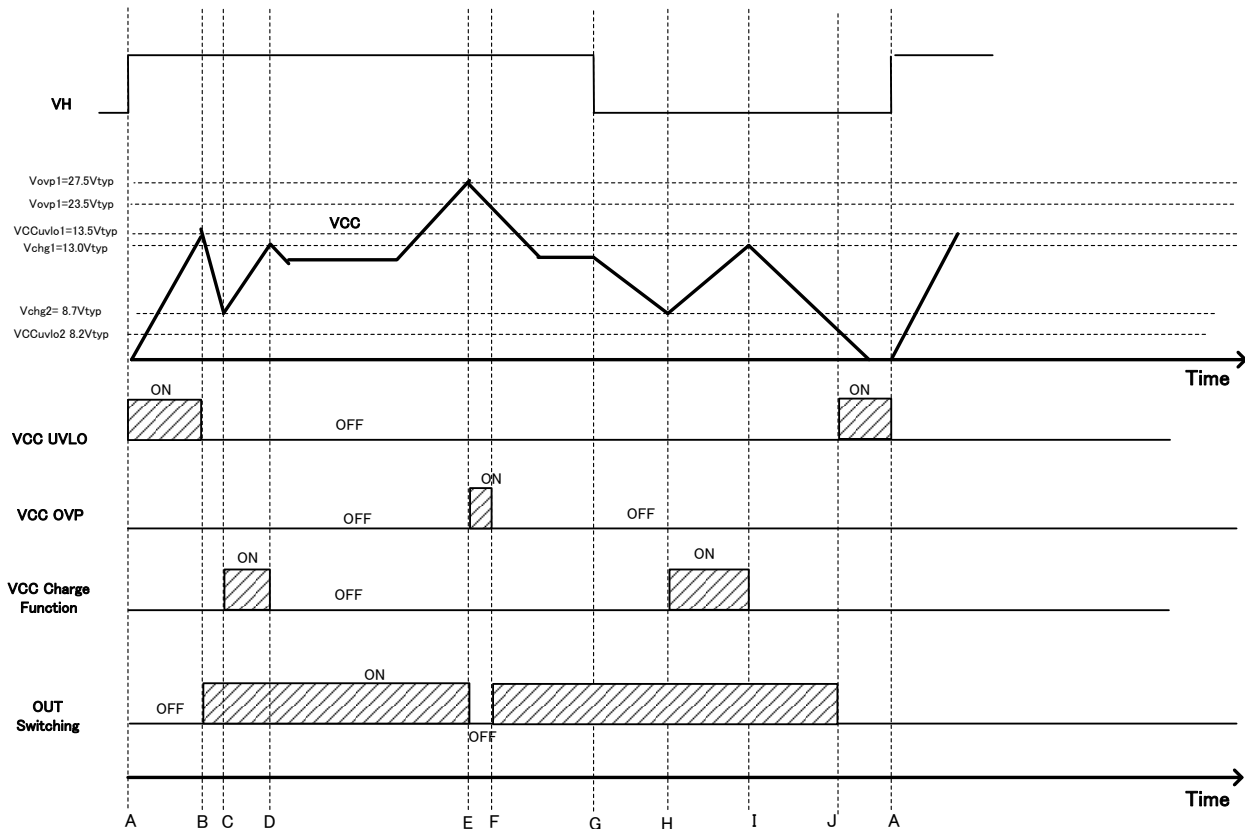 VH
Vovp1=27.5Vtyp
Vovp1=23.5Vtyp
VCCuvlo1=13.5Vtyp
Vchg1=13.0Vtyp
VCC
Vchg2= 8.7Vtyp
VCCuvlo2 8.2Vtyp
Time
ON
ON
OFF
VCC UVLO
ON
OFF
OFF
VCC OVP
ON
ON
OFF
VCC Charge
Function
ON
OFF
OUT
Switching
OFF
Time
A B C D E F G H I J A